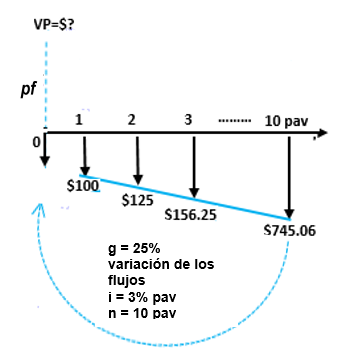 VP=$?
pf
1 2 3 ......... 10 pav
0
$100
$125
$156.25
$745.06
g = 25%
variación de los
flujos
i = 3% pav
n = 10 pav